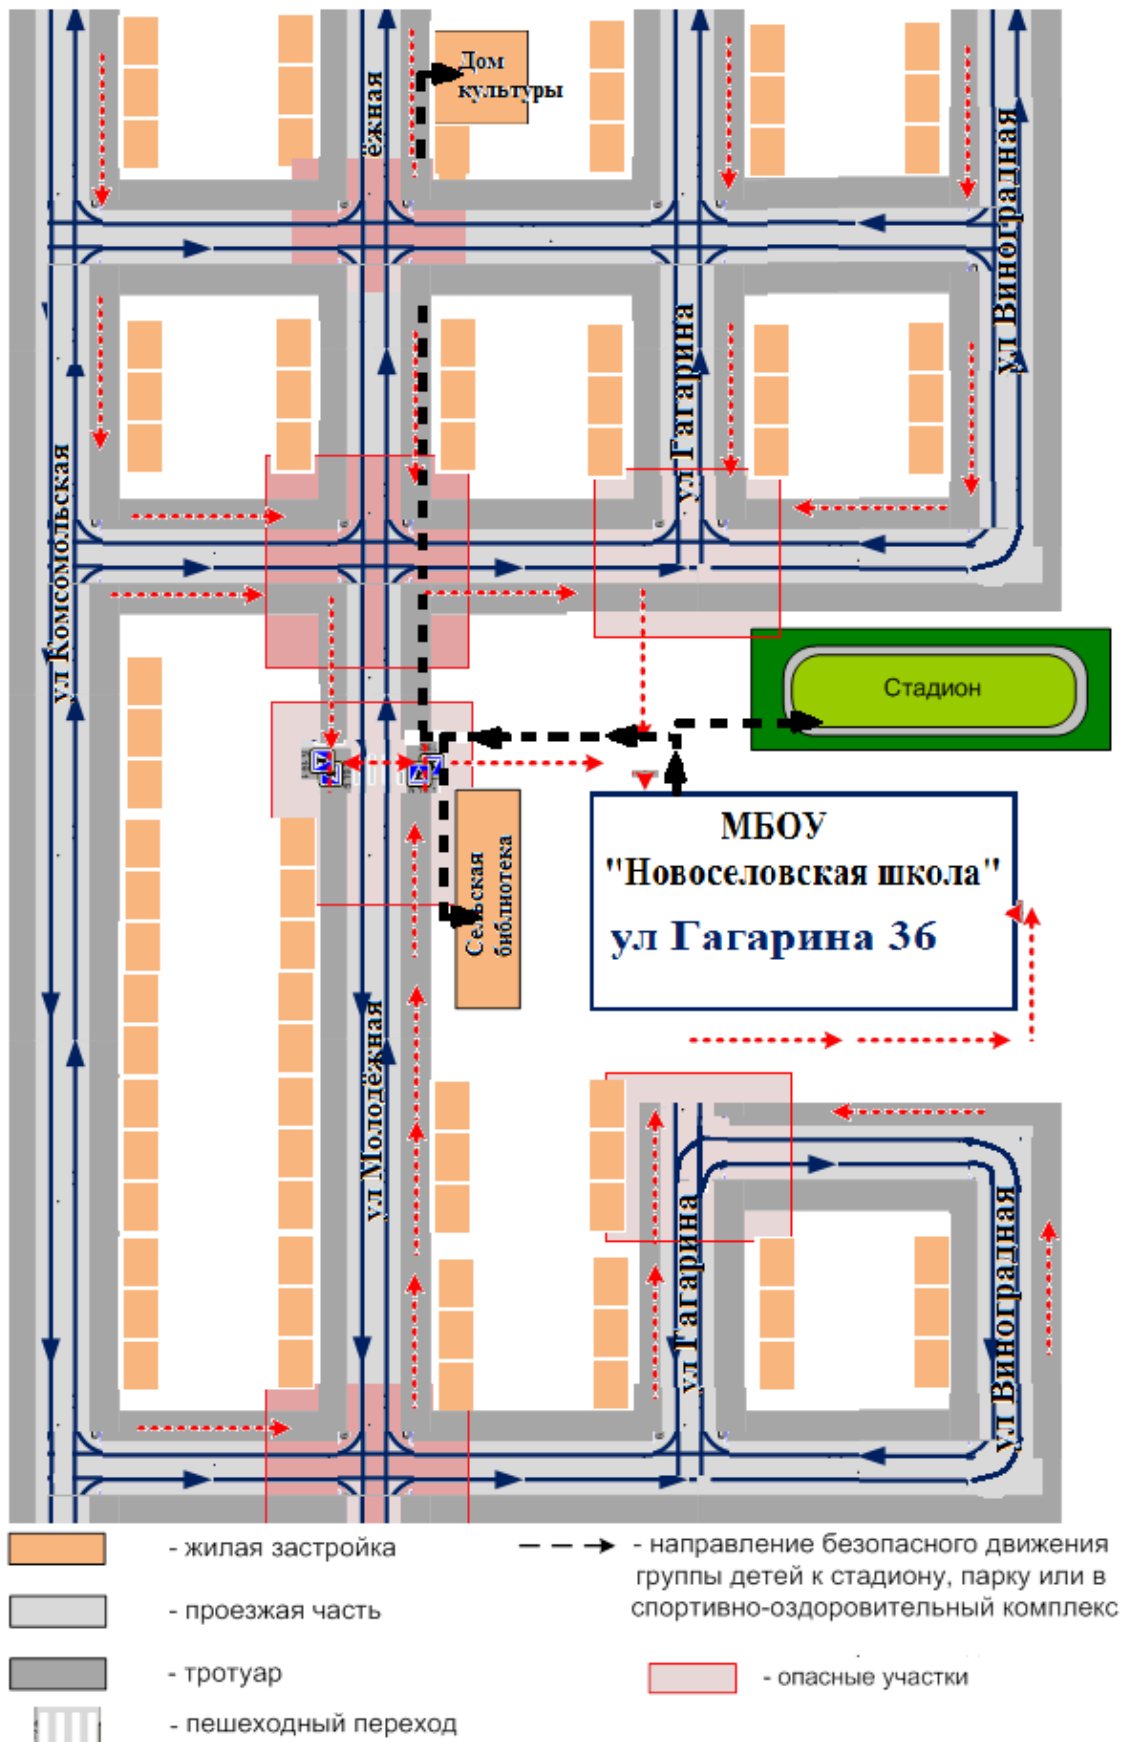 Дом
культуры
ёжная
ул Виноградная
ул Гагарина
ул Комсомольская
Стадион
МБОУ
"Новоселовская школа"
ул Гагарина 36
Сельская
библиотека
ул Молодёжная
ул Гагарина
ул Виноградная
- жилая застройка
- проезжая часть
- тротуар
- пешеходный переход
- направление безопасного движения
группы детей к стадиону, парку или в
спортивно-оздоровительный комплекс
- опасные участки